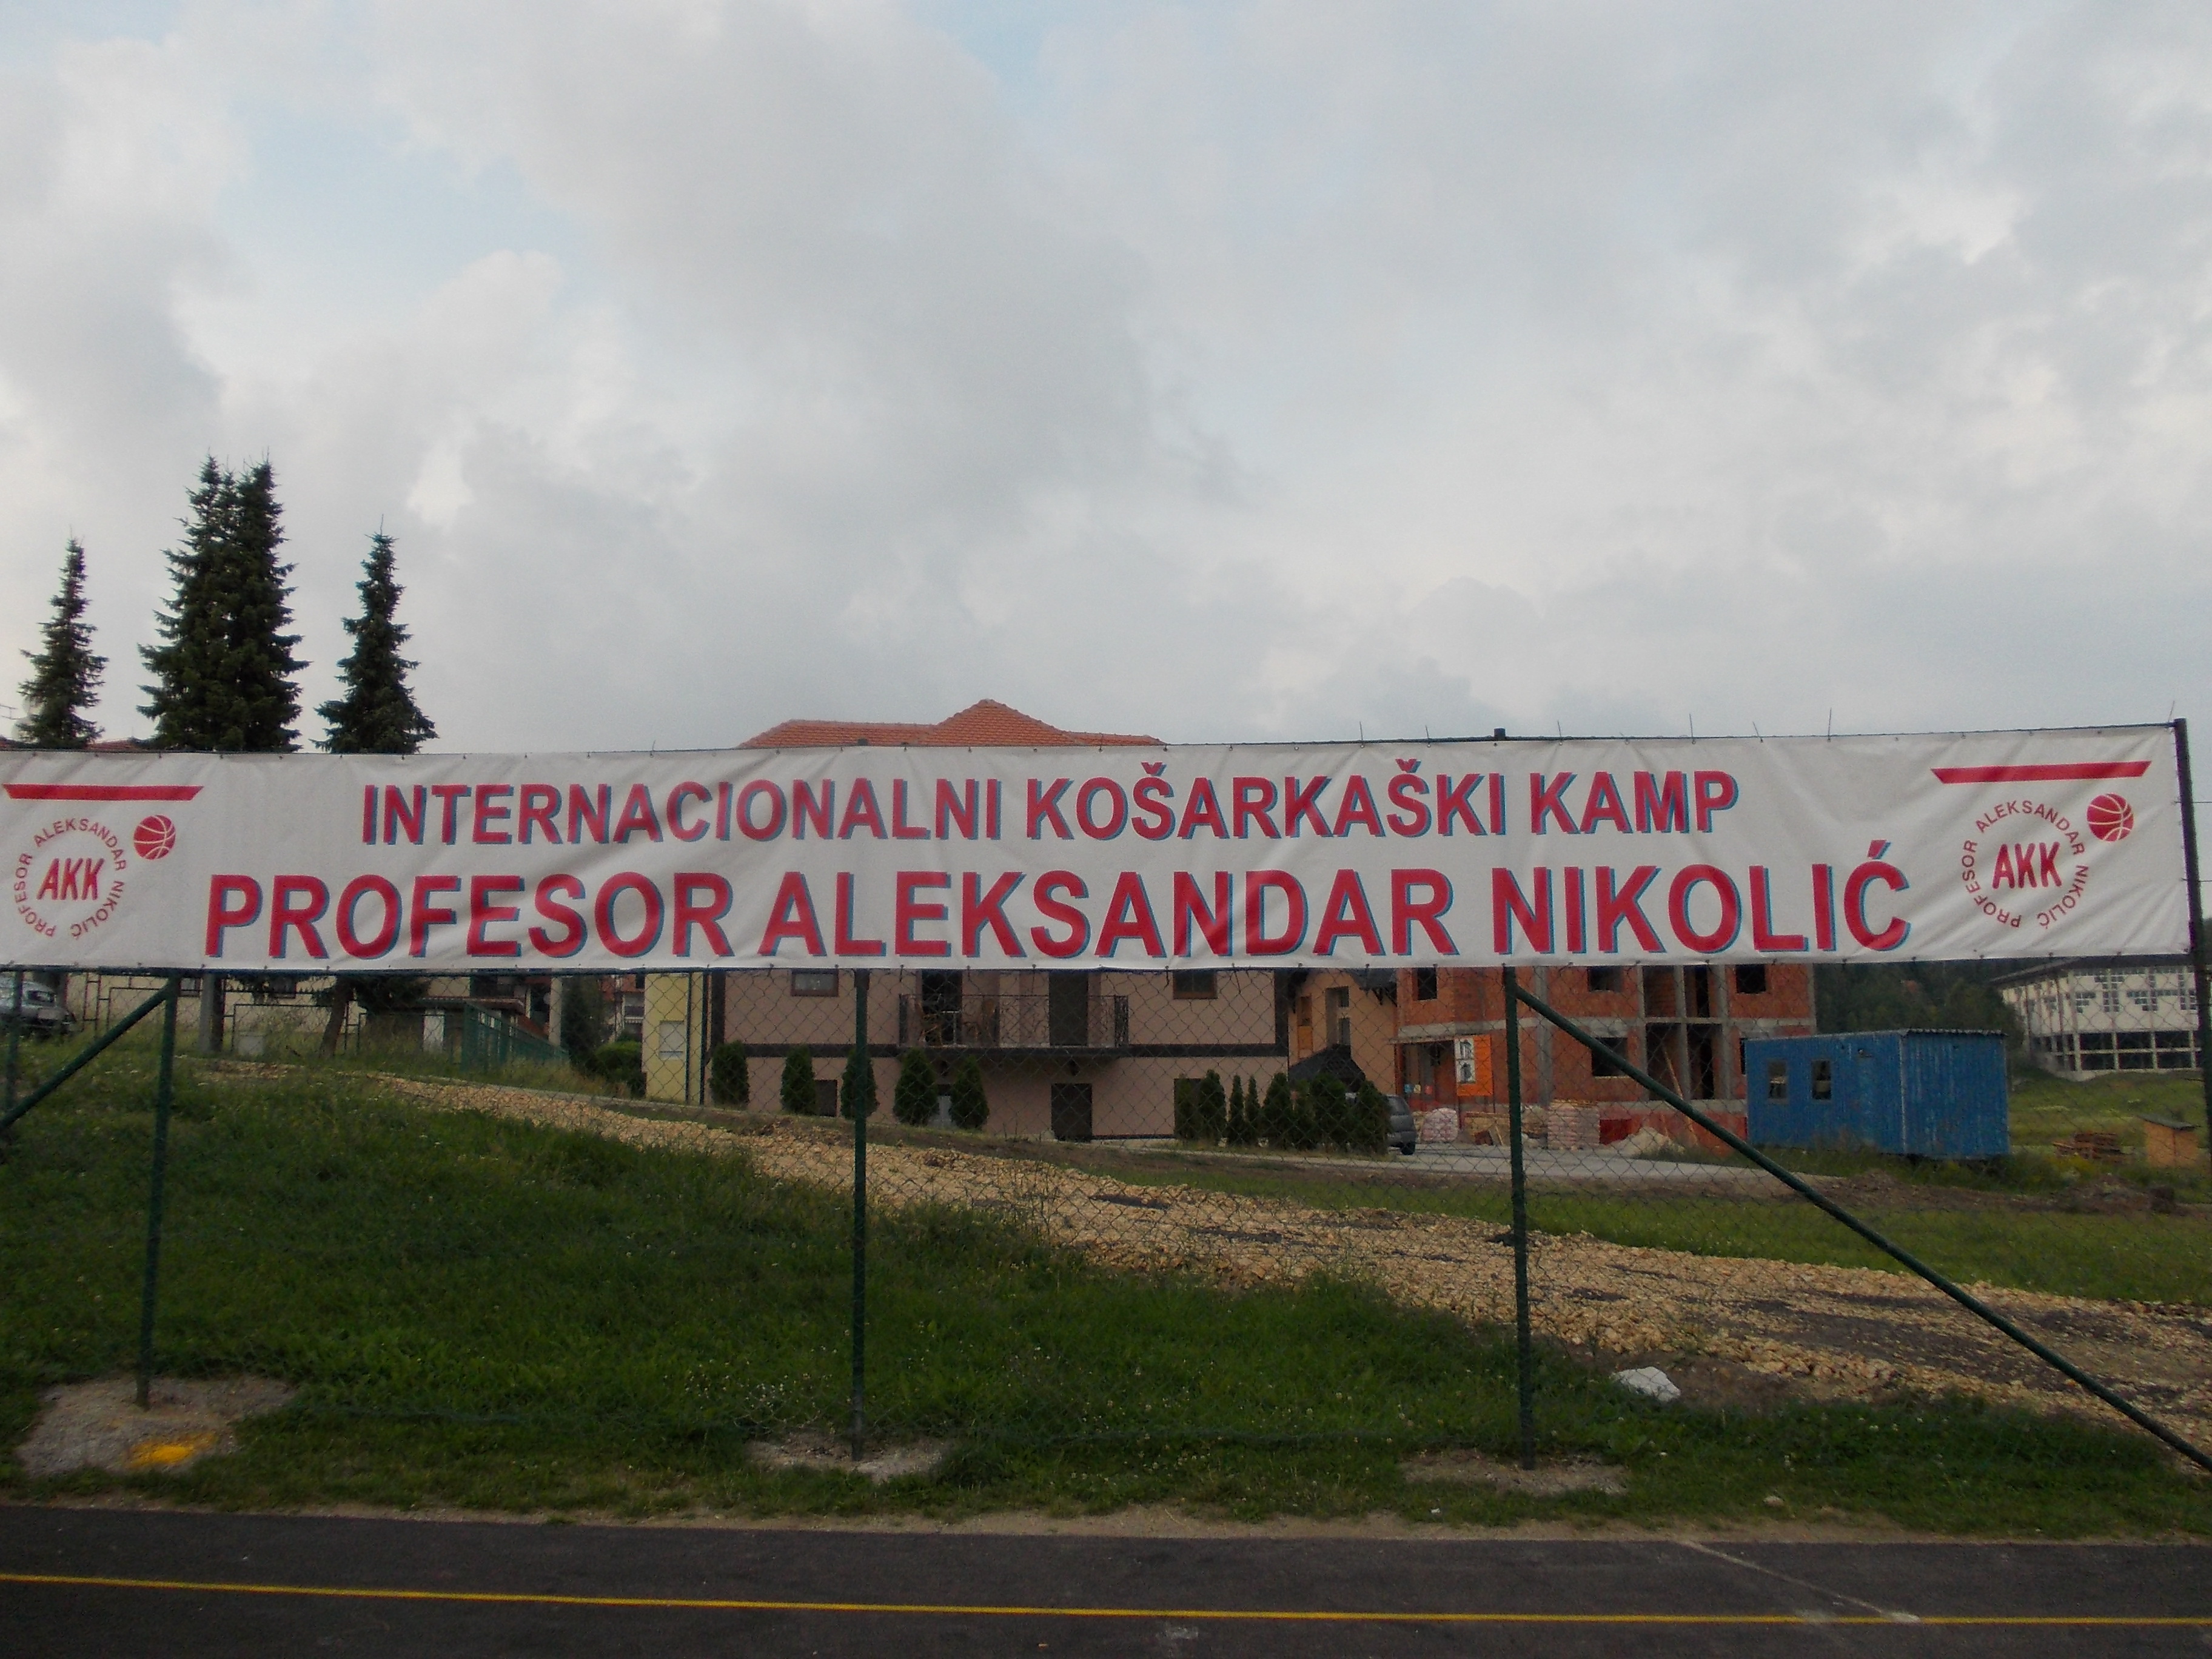 INTERNACIONALNI KOŠARKAŠKI KAMP
PROFESOR ALEKSANDAR NIKOLIĆ
PROFESOR ALEKSANDAR NIKOLIĆ
AKK
PROFESOR ALEKSANDAR NIKOLIĆ
AKK